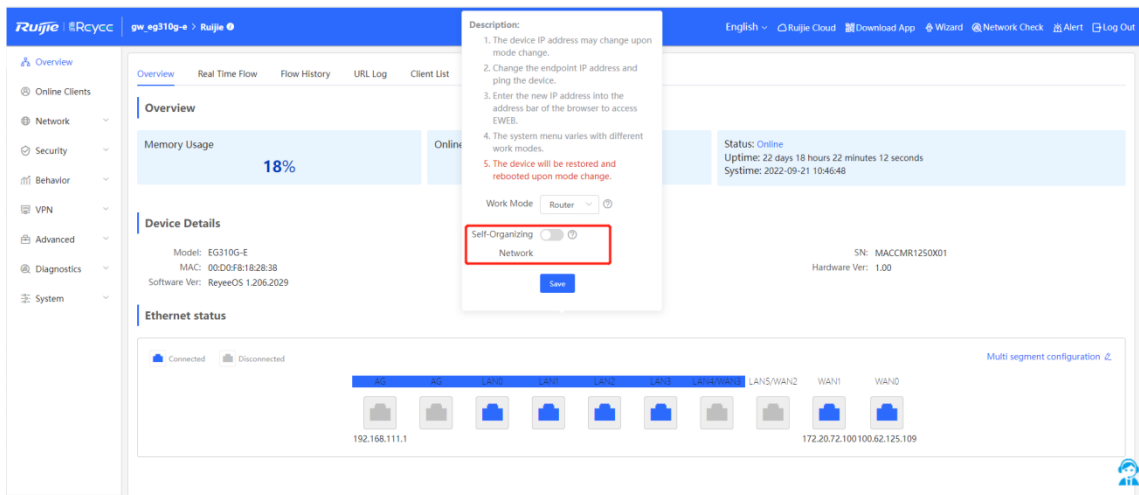 Ruijie Rcycc gw_eg310g-e > Ruijie
English Ruijie Cloud Download App Wizard Network Check Alert Log Out
Overview
Online Clients
Network
Security
Behavior
VPN
Advanced
Diagnostics
System
Overview Real Time Flow Flow History URL Log Client List
Overview
Memory Usage
18%
Online
Status: Online
Uptime: 22 days 18 hours 22 minutes 12 seconds
Systime: 2022-09-21 10:46:48
Description:
1. The device IP address may change upon
mode change.
2. Change the endpoint IP address and
ping the device.
3. Enter the new IP address into the
address bar of the browser to access
EWEB.
4. The system menu varies with different
work modes.
5. The device will be restored and
rebooted upon mode change.
Work Mode Router
Self-Organizing
Network
Save
Device Details
Model: EG310G-E
MAC: 00:D0:F8:18:28:38
Software Ver: ReyeeOS 1.206.2029
SN: MACCMR1250X01
Hardware Ver: 1.00
Ethernet status
Connected Disconnected
Multi segment configuration
AG AG LAN0 LAN1 LAN2 LAN3 LAN4/WAN3 LAN5/WAN2 WAN1 WAN0
192.168.111.1 172.20.72.100 100.62.125.109